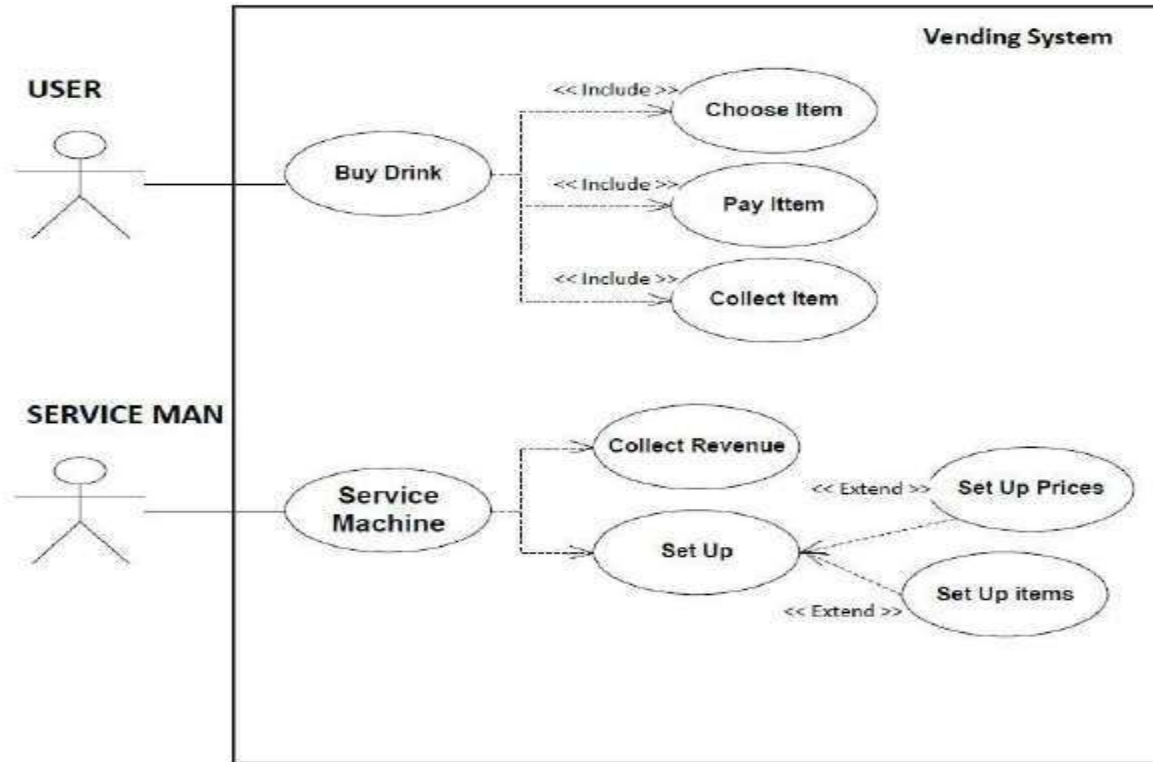 Vending System
USER
<< Include >>
Choose Item
Buy Drink
<< Include >>
Pay Ittem
<< Include >>
Collect Item
SERVICE MAN
Collect Revenue
<< Extend >>
Set Up Prices
Service
Machine
Set Up
Set Up items
<< Extend >>